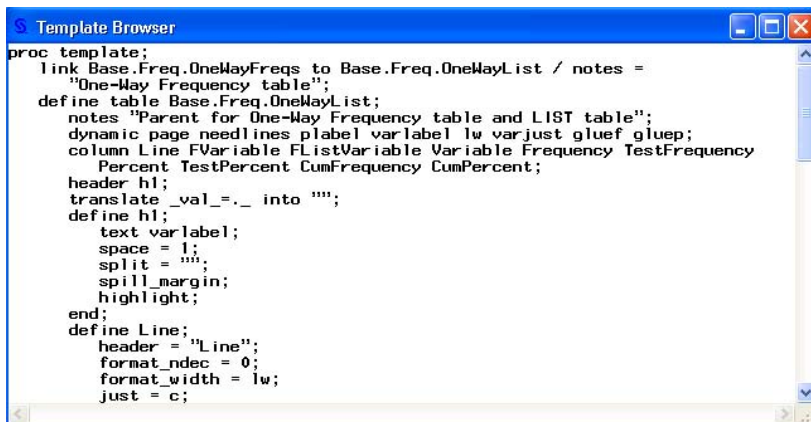 Template Browser
proc template;
link Base.Freq.OneWayFreqs to Base.Freq.OneWayList / notes =
"One-Way Frequency table";
define table Base.Freq.OneWayList;
notes "Parent for One-Way Frequency table and LIST table";
dynamic page needlines plabel varlabel lw varjust gluef gluep;
column Line FVariable FListVariable Variable Frequency TestFrequency
Percent TestPercent CumFrequency CumPercent;
header h1;
translate _val_=._ into "";
define h1;
text varlabel;
space = 1;
split = "";
spill_margin;
highlight;
end;
define Line;
header = "Line";
format_ndec = 0;
format_width = lw;
just = c;